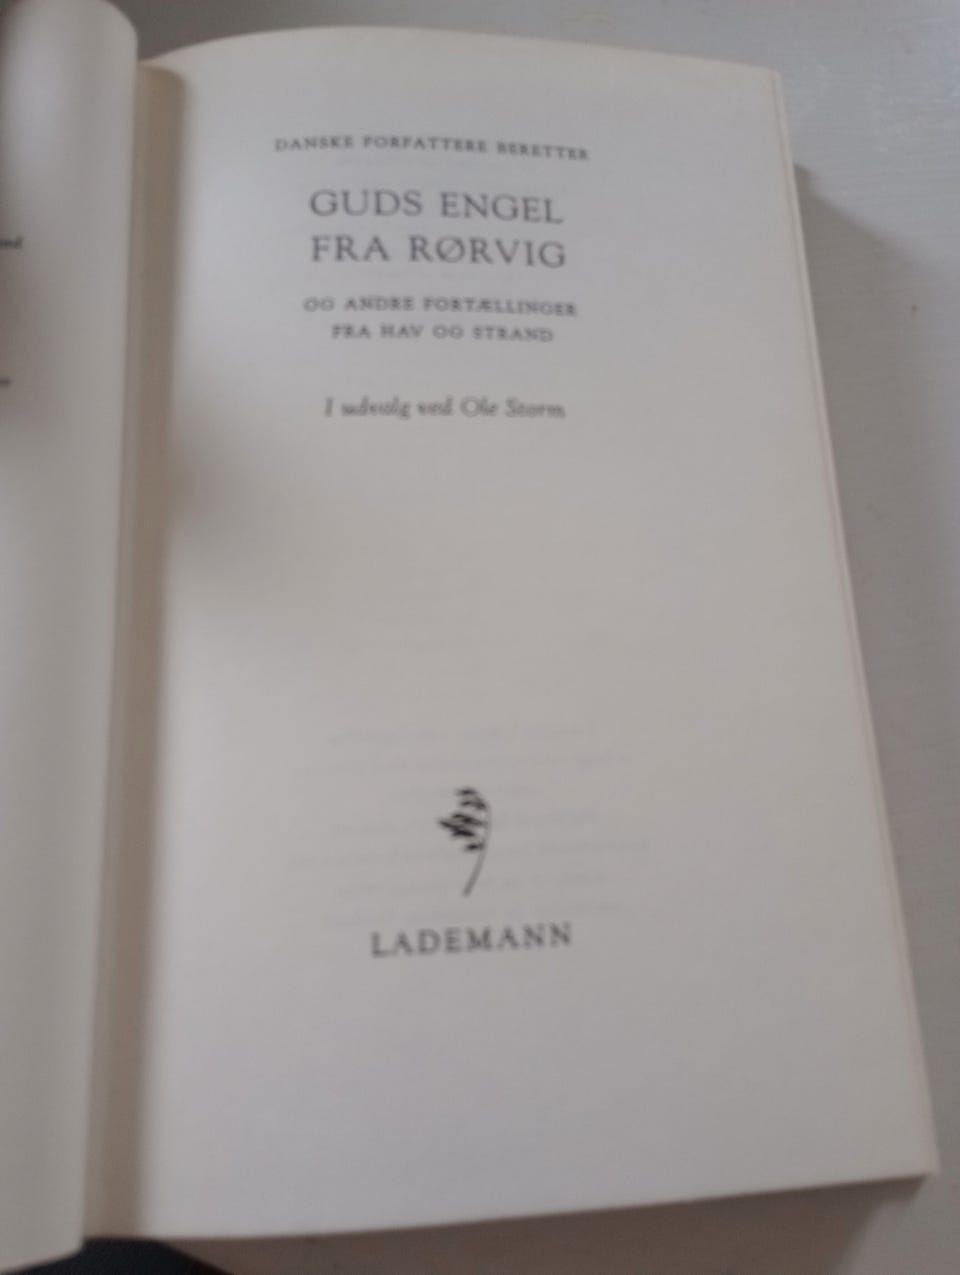 DANSKE FORFATTERE BERETTER
GUDS ENGEL
FRA RØRVIG
OG ANDRE FORTÆLLINGER
FRA HAV OG STRAND
I udvalg ved Ole Storm
LADEMANN